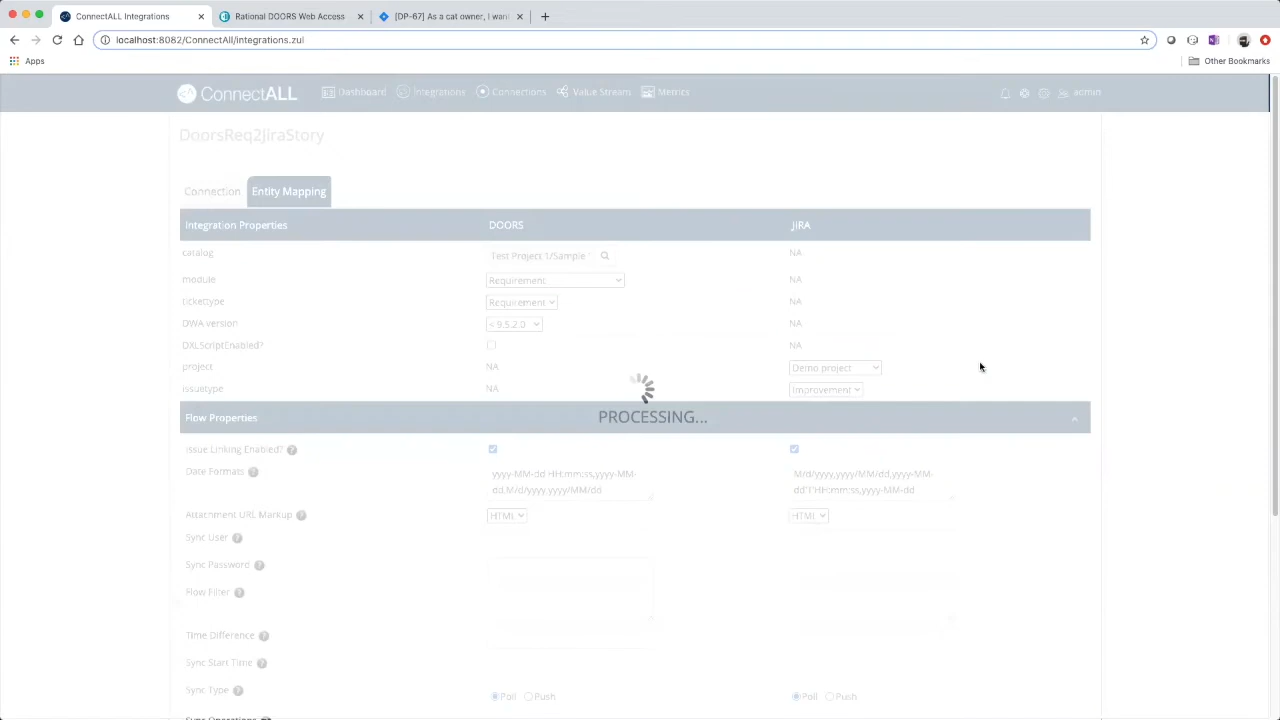 ConnectALL Integrations
Rational DOORS Web Access
[DP-67] As a cat owner, I want
localhost:8082/ConnectAll/integrations.zul
Apps
Other Bookmarks
ConnectALL
Dashboard
Integrations
Connections
Value Stream
Metrics
admin
DoorsReq2JiraStory
Connection
Entity Mapping
Integration Properties DOORS JIRA
catalog Test Project 1/Sample NA
module Requirement NA
tickettype Requirement NA
DWA version < 9.5.2.0 NA
DXLScriptEnabled? NA
project NA Demo project
issuetype NA Improvement
PROCESSING...
Flow Properties
Issue Linking Enabled?
Date Formats yyyy-MM-dd HH:mm:ss,yyyy-MM- M/d/yyyy,yyyy/MM/dd,yyyy-MM-
dd,M/d/yyyy,yyyy/MM/dd dd'T'HH:mm:ss,yyyy-MM-dd
Attachment URL Markup HTML HTML
Sync User
Sync Password
Flow Filter
Time Difference
Sync Start Time
Sync Type Poll Push Poll Push
Sync Operations